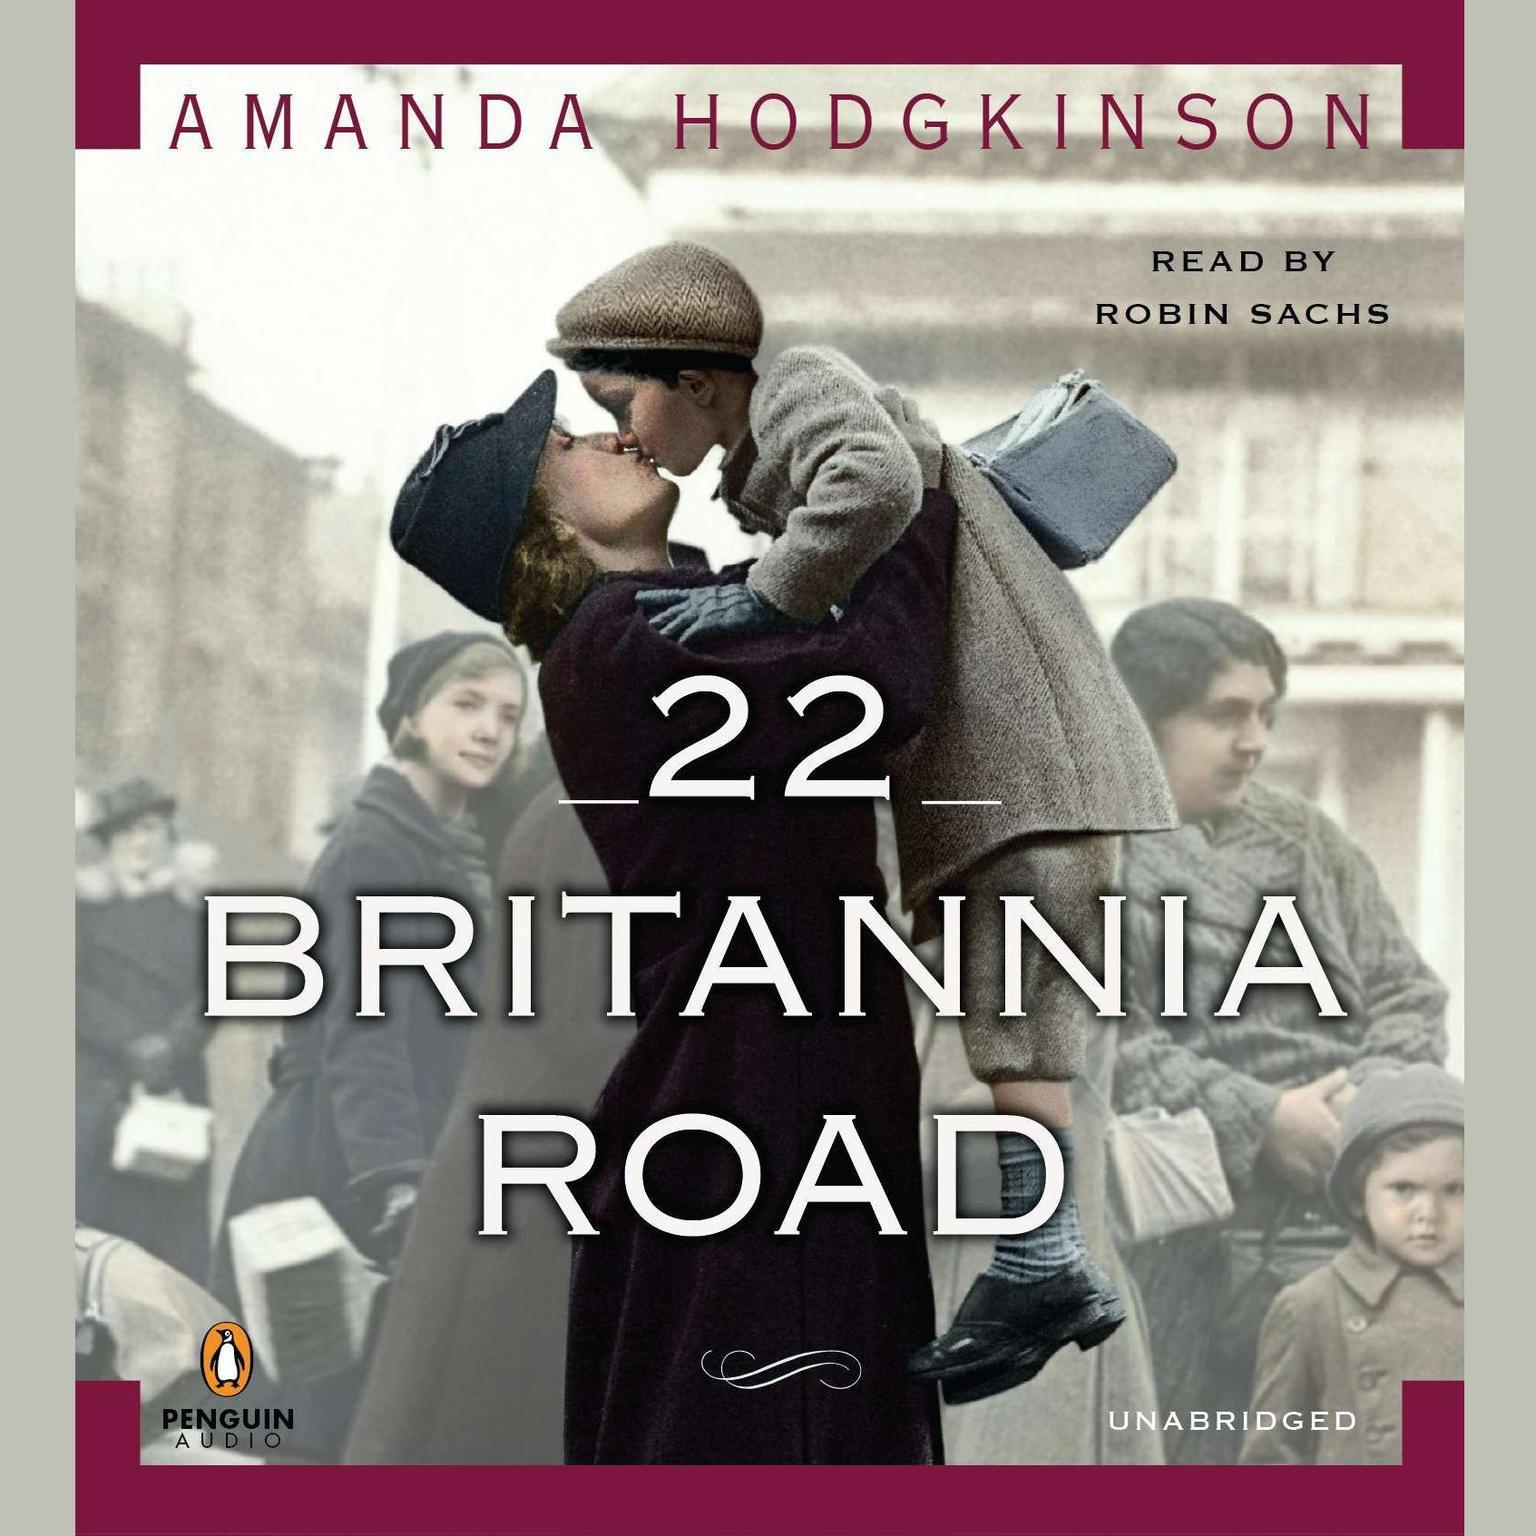 AMANDA HODGKINSON
READ BY
ROBIN SACHS
22
BRITANNIA
ROAD
PENGUIN
AUDIO
UNABRIDGED